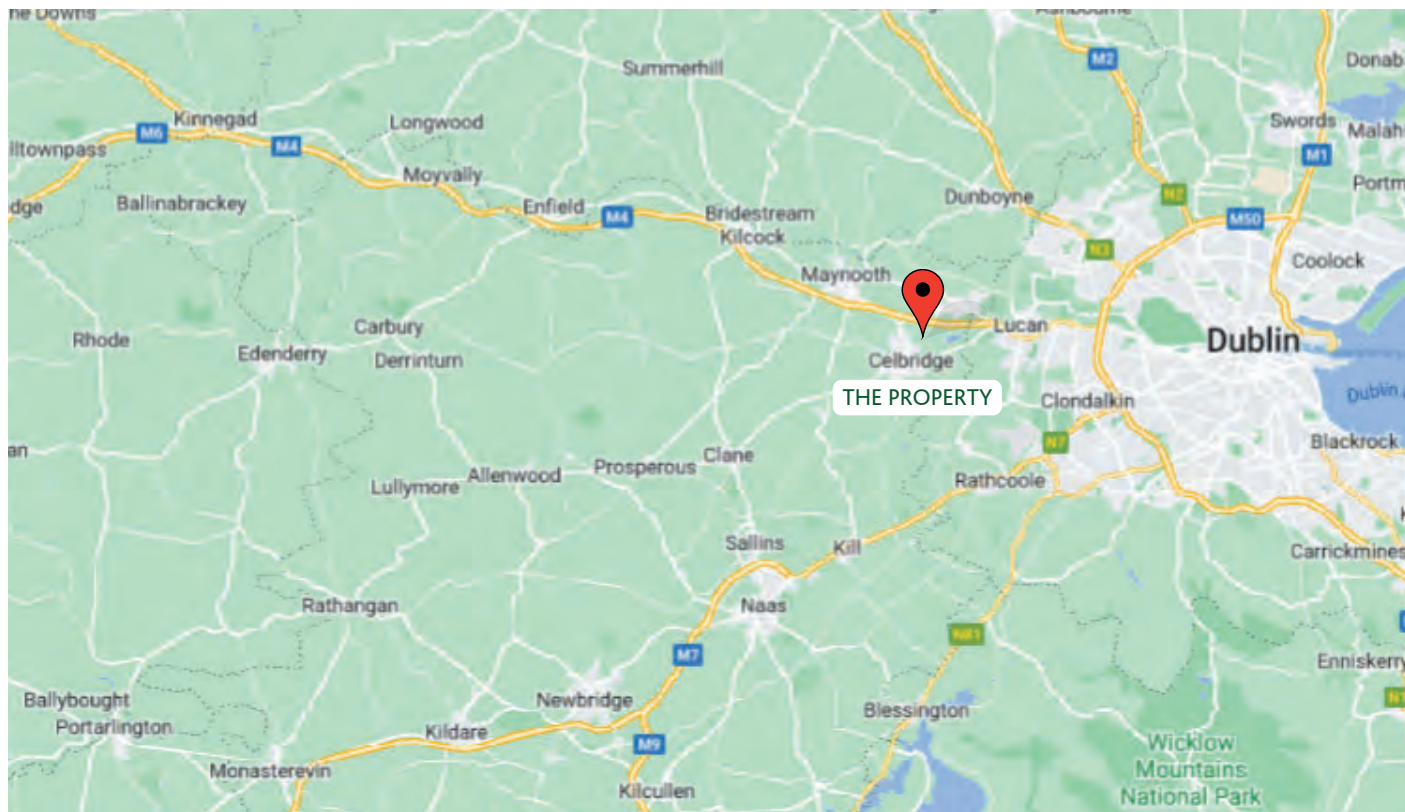 ne Downs
Ashbourne
M2
Donab
Summerhill
Kinnegad
Longwood
Swords
M6
M4
illtownpass
Malah
M1
Moyvally
Portm
dge
Ballinabrackey
Enfield
M4
Bridestream
Kilcock
Dunboyne
N2
M50
N3
Coolock
Maynooth
Rhode
Carbury
Lucan
Dublin
Edenderry
Derrinturn
Celbridge
THE PROPERTY
Clondalkin
Dublin
an
N7
Blackrock
Clane
Prosperous
Allenwood
Lullymore
Rathcoole
Sallins
Kill
Carrickmines
Rathangan
Naas
N81
M7
Enniskerry
Ballybought
Newbridge
N1
Portarlington
Kildare
Blessington
M9
Monasterevin
Kilcullen
Wicklow
Mountains
National Park